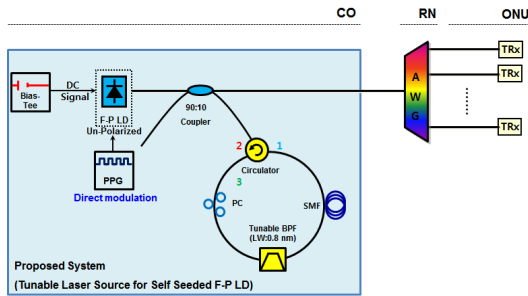 CO RN ONU
DC
Signal
Bias-
Tee
F-P LD
Un-Polarized
90:10
Coupler
PPG
Direct modulation
2 1
Circulator
3
PC
SMF
Tunable BPF
(LW:0.8 nm)
A
W
G
TRx
TRx
TRx
Proposed System
(Tunable Laser Source for Self Seeded F-P LD)